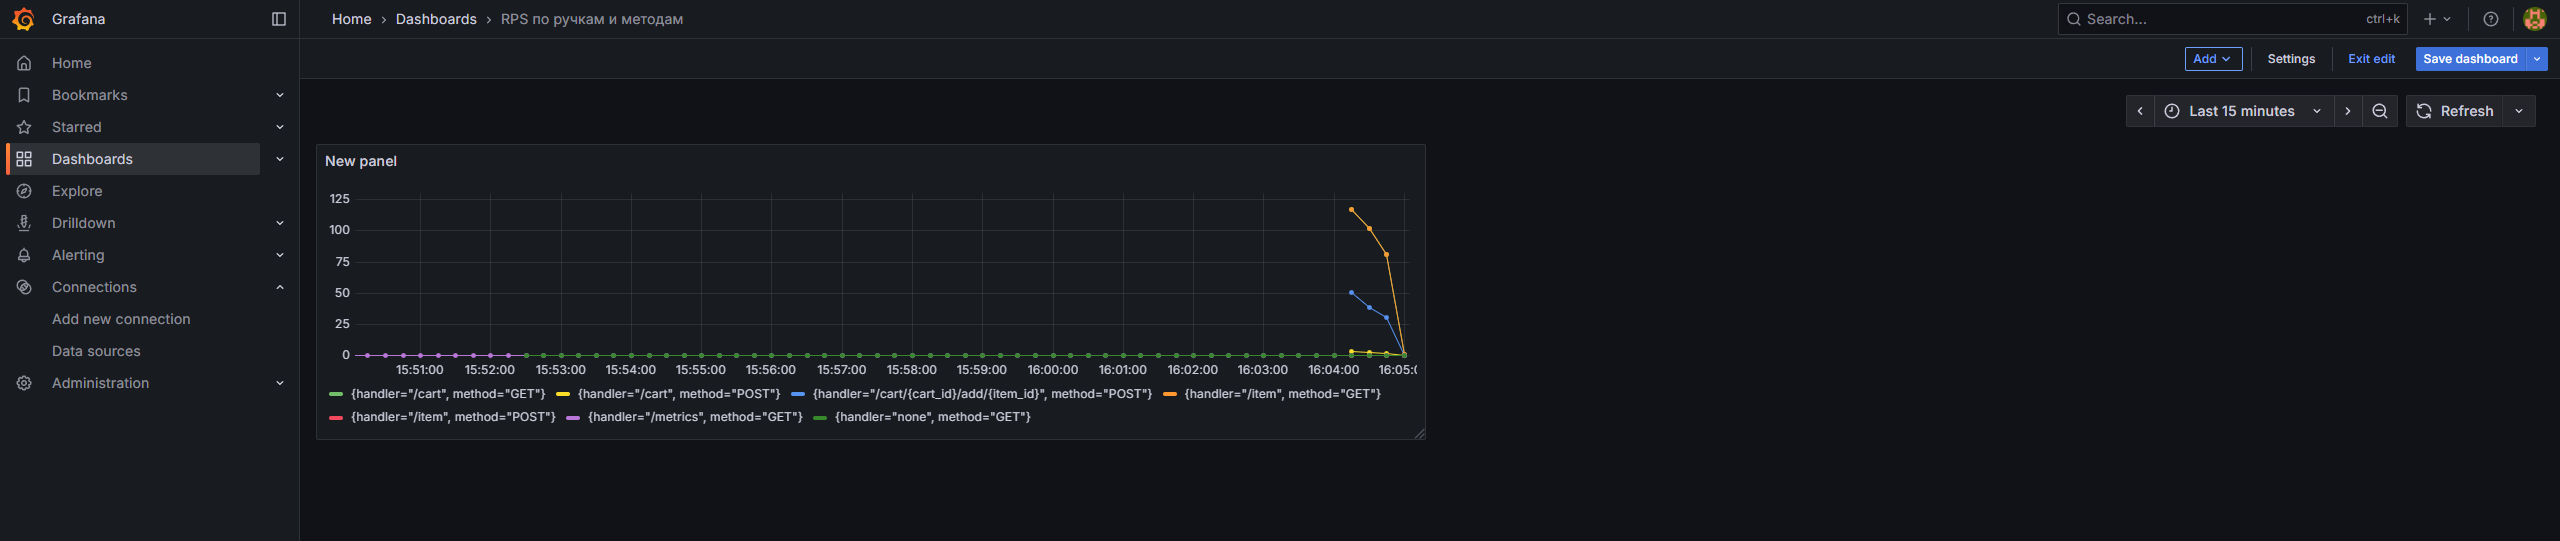 Grafana
Home › Dashboards › RPS по ручкам и методам
Search...
ctrl+k
Home
Bookmarks
Starred
Dashboards
Explore
Drilldown
Alerting
Connections
Add new connection
Data sources
Administration
Add
Settings
Exit edit
Save dashboard
Last 15 minutes
Refresh
New panel
125
100
75
50
25
0
15:51:00 15:52:00 15:53:00 15:54:00 15:55:00 15:56:00 15:57:00 15:58:00 15:59:00 16:00:00 16:01:00 16:02:00 16:03:00 16:04:00 16:05:0
{handler="/cart", method="GET"} {handler="/cart", method="POST"} {handler="/cart/{cart_id}/add/{item_id}", method="POST"} {handler="/item", method="GET"}
{handler="/item", method="POST"} {handler="/metrics", method="GET"} {handler="none", method="GET"}